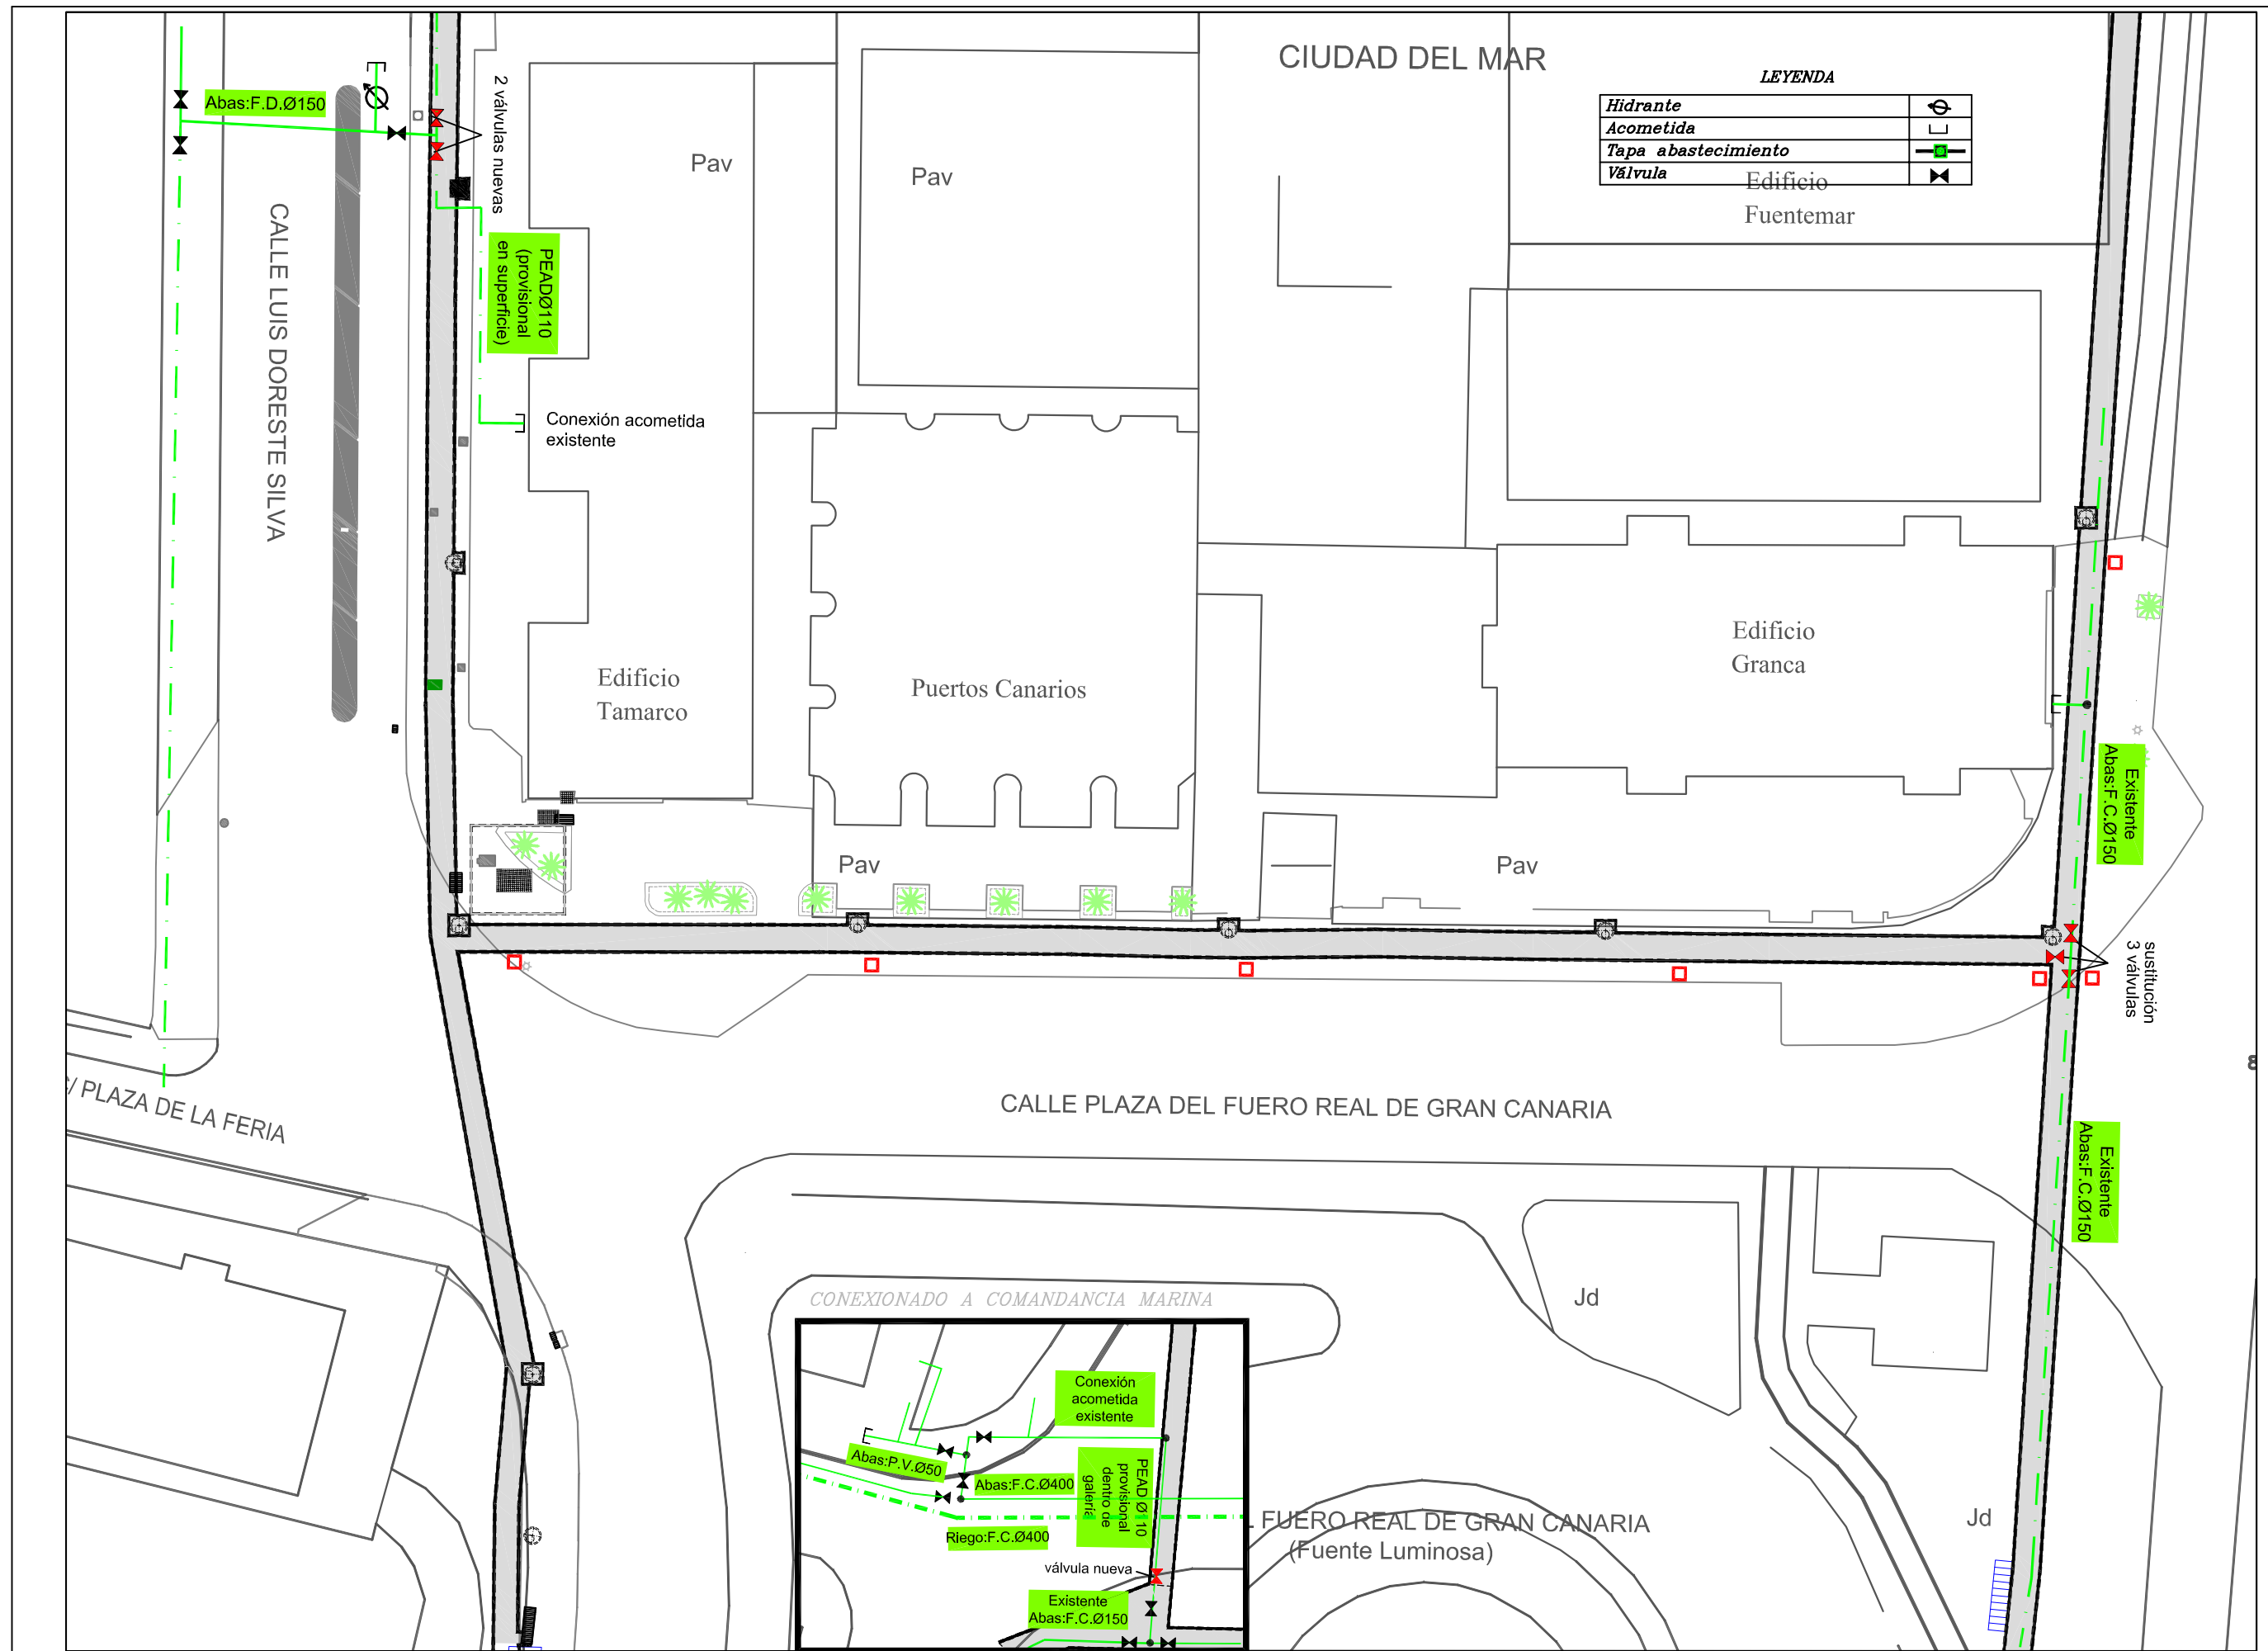 CIUDAD DEL MAR
LEYENDA
Hidrante
Acometida
Tapa abastecimiento
Válvula
Edificio
Fuentemar
Abas:F.D.Ø150
2 válvulas nuevas
Pav
Pav
CALLE LUIS DORESTE SILVA
PEADØ110
(provisional
en superficie)
Conexión acometida
existente
Edificio
Tamarco
Puertos Canarios
Edificio
Granca
Existente
Abas:F.C.Ø150
Pav
Pav
sustitución
3 válvulas
C/ PLAZA DE LA FERIA
CALLE PLAZA DEL FUERO REAL DE GRAN CANARIA
8
Existente
Abas:F.C.Ø150
Jd
CONEXIONADO A COMANDANCIA MARINA
Conexión
acometida
existente
Abas:P.V.Ø50
Abas:F.C.Ø400
PEAD Ø110
provisional
dentro de
galería
Riego:F.C.Ø400
válvula nueva
Existente
Abas:F.C.Ø150
L FUERO REAL DE GRAN CANARIA
(Fuente Luminosa)
Jd